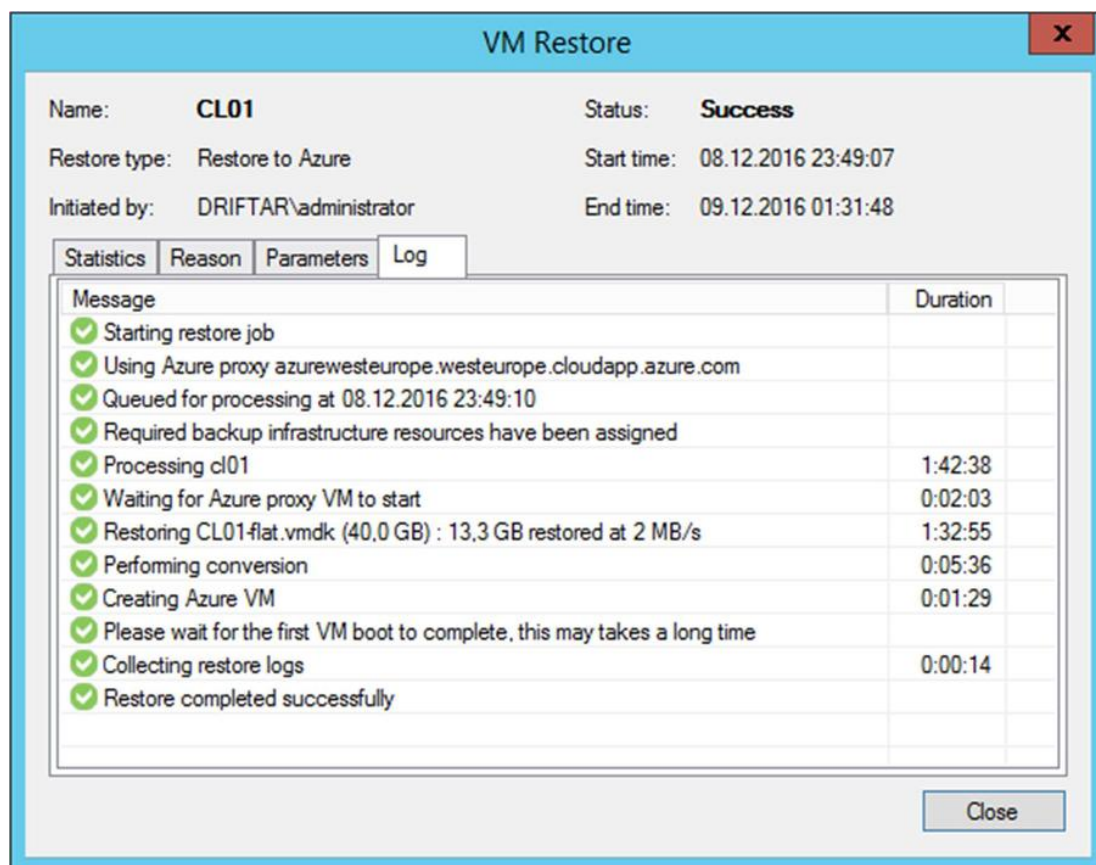 VM Restore
x
Name: CL01 Status: Success
Restore type: Restore to Azure Start time: 08.12.2016 23:49:07
Initiated by: DRIFTAR\administrator End time: 09.12.2016 01:31:48
Statistics Reason Parameters Log
Message Duration
Starting restore job
Using Azure proxy azurewesteurope.westeurope.cloudapp.azure.com
Queued for processing at 08.12.2016 23:49:10
Required backup infrastructure resources have been assigned
Processing cl01 1:42:38
Waiting for Azure proxy VM to start 0:02:03
Restoring CL01-flat.vmdk (40,0 GB) : 13,3 GB restored at 2 MB/s 1:32:55
Performing conversion 0:05:36
Creating Azure VM 0:01:29
Please wait for the first VM boot to complete, this may takes a long time
Collecting restore logs 0:00:14
Restore completed successfully
Close